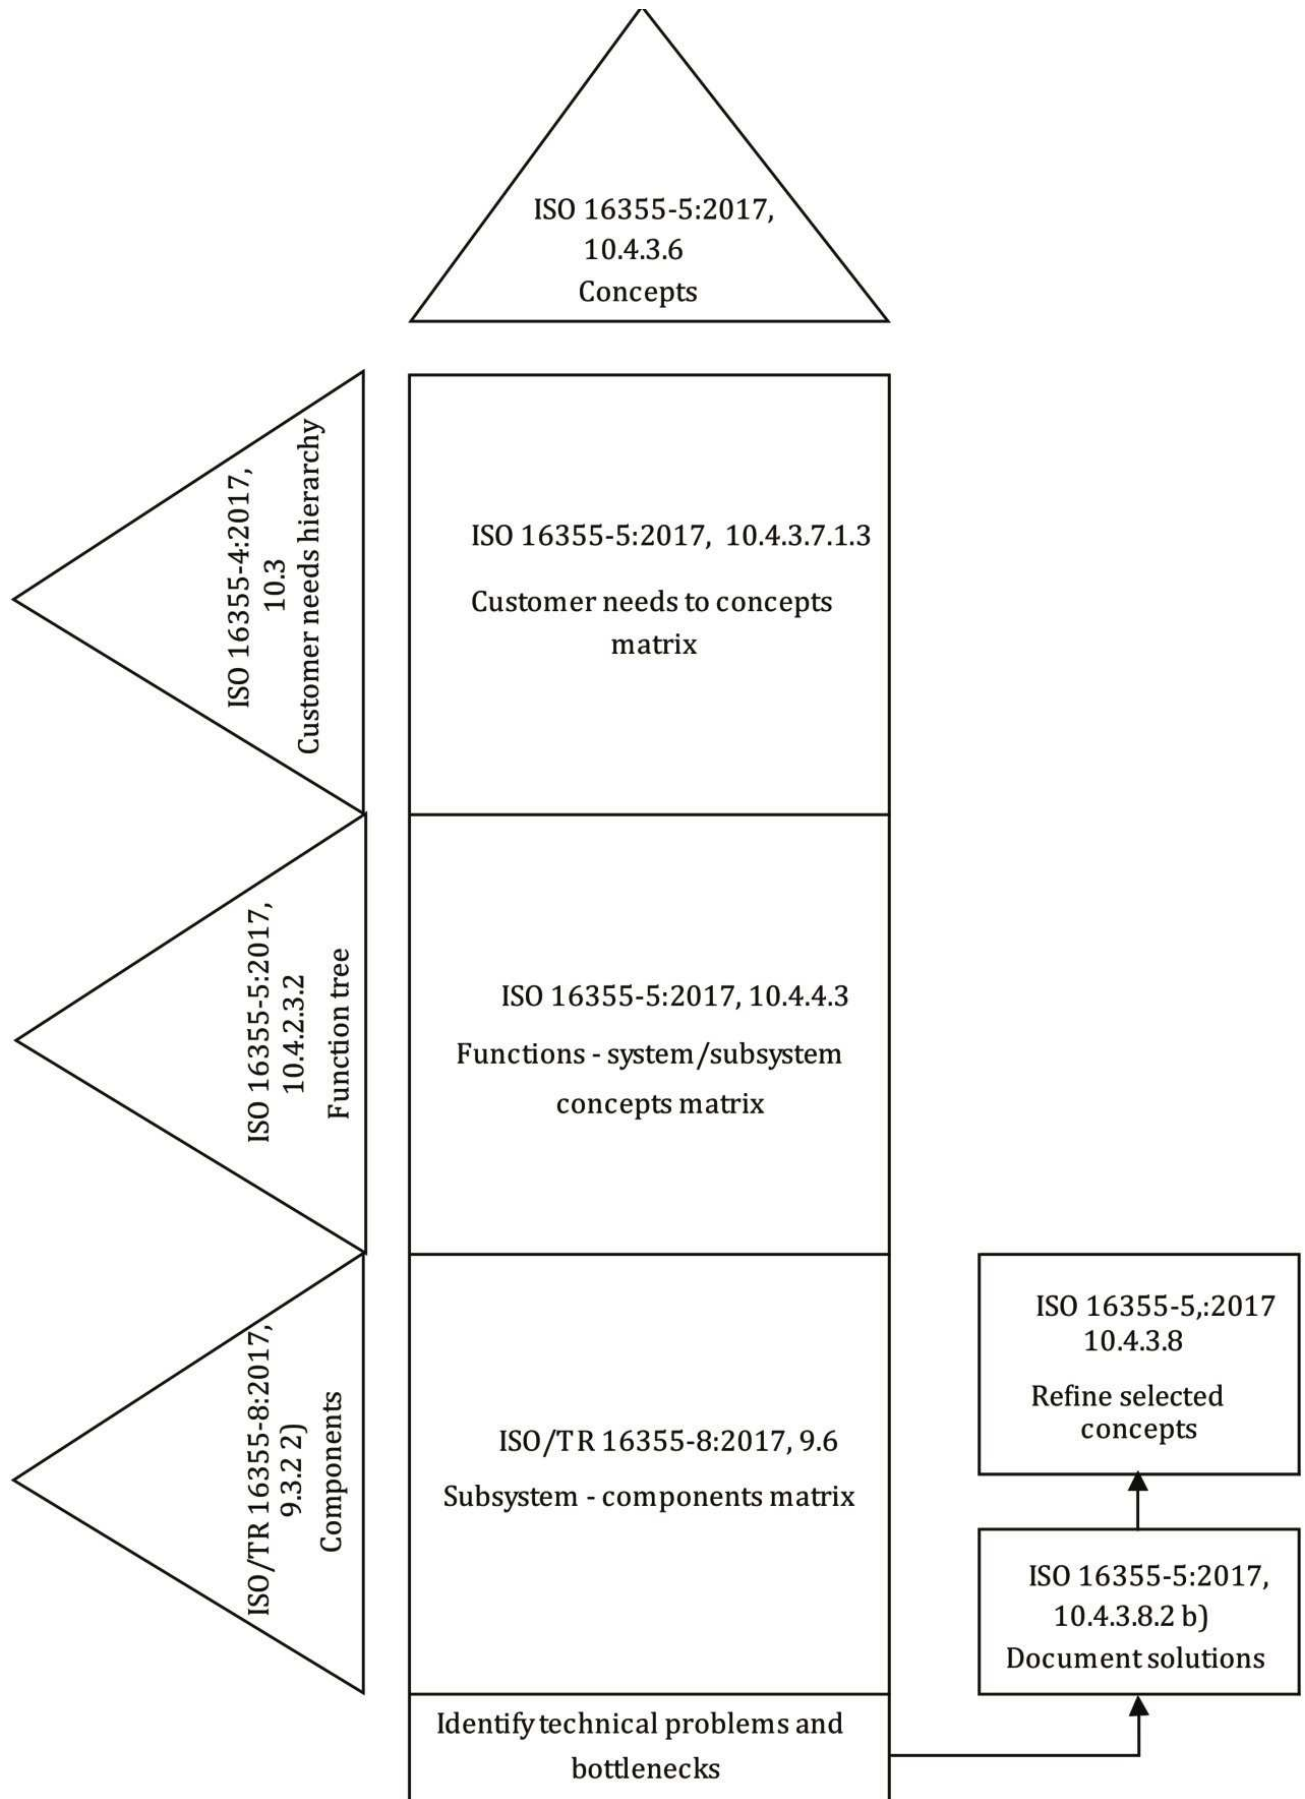 ISO 16355-5:2017,
10.4.3.6
Concepts
ISO 16355-4:2017,
10.3
Customer needs hierarchy
ISO 16355-5:2017, 10.4.3.7.1.3
Customer needs to concepts
matrix
ISO 16355-5:2017,
10.4.2.3.2
Function tree
ISO 16355-5:2017, 10.4.4.3
Functions - system/subsystem
concepts matrix
ISO/TR 16355-8:2017,
9.3.2 2)
Components
ISO/TR 16355-8:2017, 9.6
Subsystem - components matrix
ISO 16355-5,:2017
10.4.3.8
Refine selected
concepts
ISO 16355-5:2017,
10.4.3.8.2 b)
Document solutions
Identify technical problems and
bottlenecks